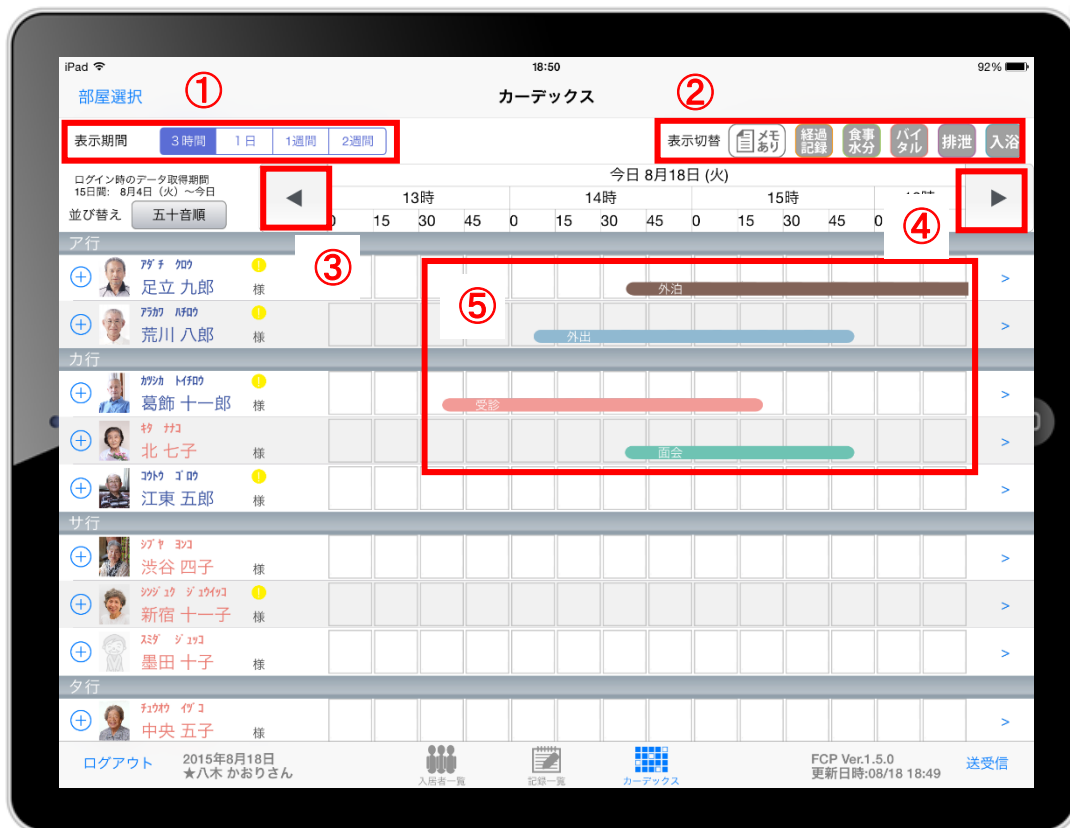 iPad 18:50 92%
部屋選択 ① カーデックス ②
表示期間 3時間 1日 1週間 2週間 表示切替 メモあり 経過記録 食事水分 バイタル 排泄 入浴
ログイン時のデータ取得期間
15日間: 8月4日(火)~今日
今日 8月18日 (火)
◀ 13時 14時 15時 ▶
並び替え 五十音順
15 30 45 0 15 30 45 0 15 30 45 0 ④
ア行
③
アダチ クロウ
足立 九郎 様 外泊
⑤
アラカワ ハチロウ
荒川 八郎 様 外出
カ行
カツシカ トイチロウ
葛飾 十一郎 様 受診
キタ ナナコ
北 七子 様 面会
コウトウ ゴロウ
江東 五郎 様
サ行
シブヤ ヨンコ
渋谷 四子 様
シンジュク ジュウイッコ
新宿 十一子 様
スミダ ジュッコ
墨田 十子 様
タ行
チュウオウ イツゴ
中央 五子 様
ログアウト 2015年8月18日 ★八木 かおりさん 入居者一覧 記録一覧 カーデックス FCP Ver.1.5.0 更新日時:08/18 18:49 送受信